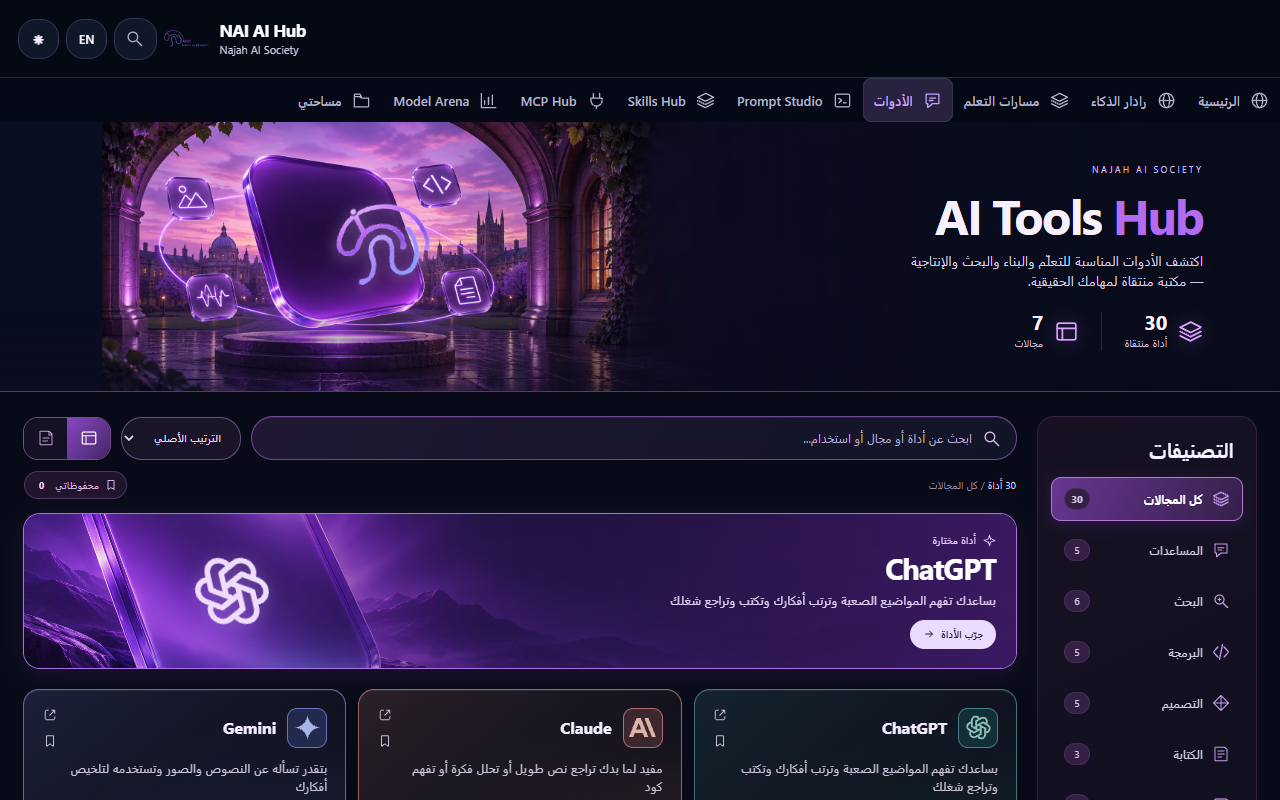 NAI AI Hub
Najah AI Society
EN
الرئيسية
رادار الذكاء
مسارات التعلم
الأدوات
Prompt Studio
Skills Hub
MCP Hub
Model Arena
مساحتي
NAJAH AI SOCIETY
AI Tools Hub
اكتشف الأدوات المناسبة للتعلّم والبناء والبحث والإنتاجية
— مكتبة منتقاة لمهامك الحقيقية.
30
أداة منتقاة
7
مجالات
التصنيفات
كل المجالات 30
المساعدات 5
البحث 6
البرمجة 5
التصميم 5
الكتابة 3
ابحث عن أداة أو مجال أو استخدام...
الترتيب الأصلي
30 أداة / كل المجالات
محفوظاتي 0
أداة مختارة
ChatGPT
بساعدك تفهم المواضيع الصعبة وترتب أفكارك وتكتب وتراجع شغلك
جرّب الأداة ←
ChatGPT
بساعدك تفهم المواضيع الصعبة وترتب أفكارك وتكتب
وتراجع شغلك
Claude
مفيد لما بدك تراجع نص طويل أو تحلل فكرة أو تفهم
كود
Gemini
بتقدر تسأله عن النصوص والصور وتستخدمه لتلخيص
أفكارك